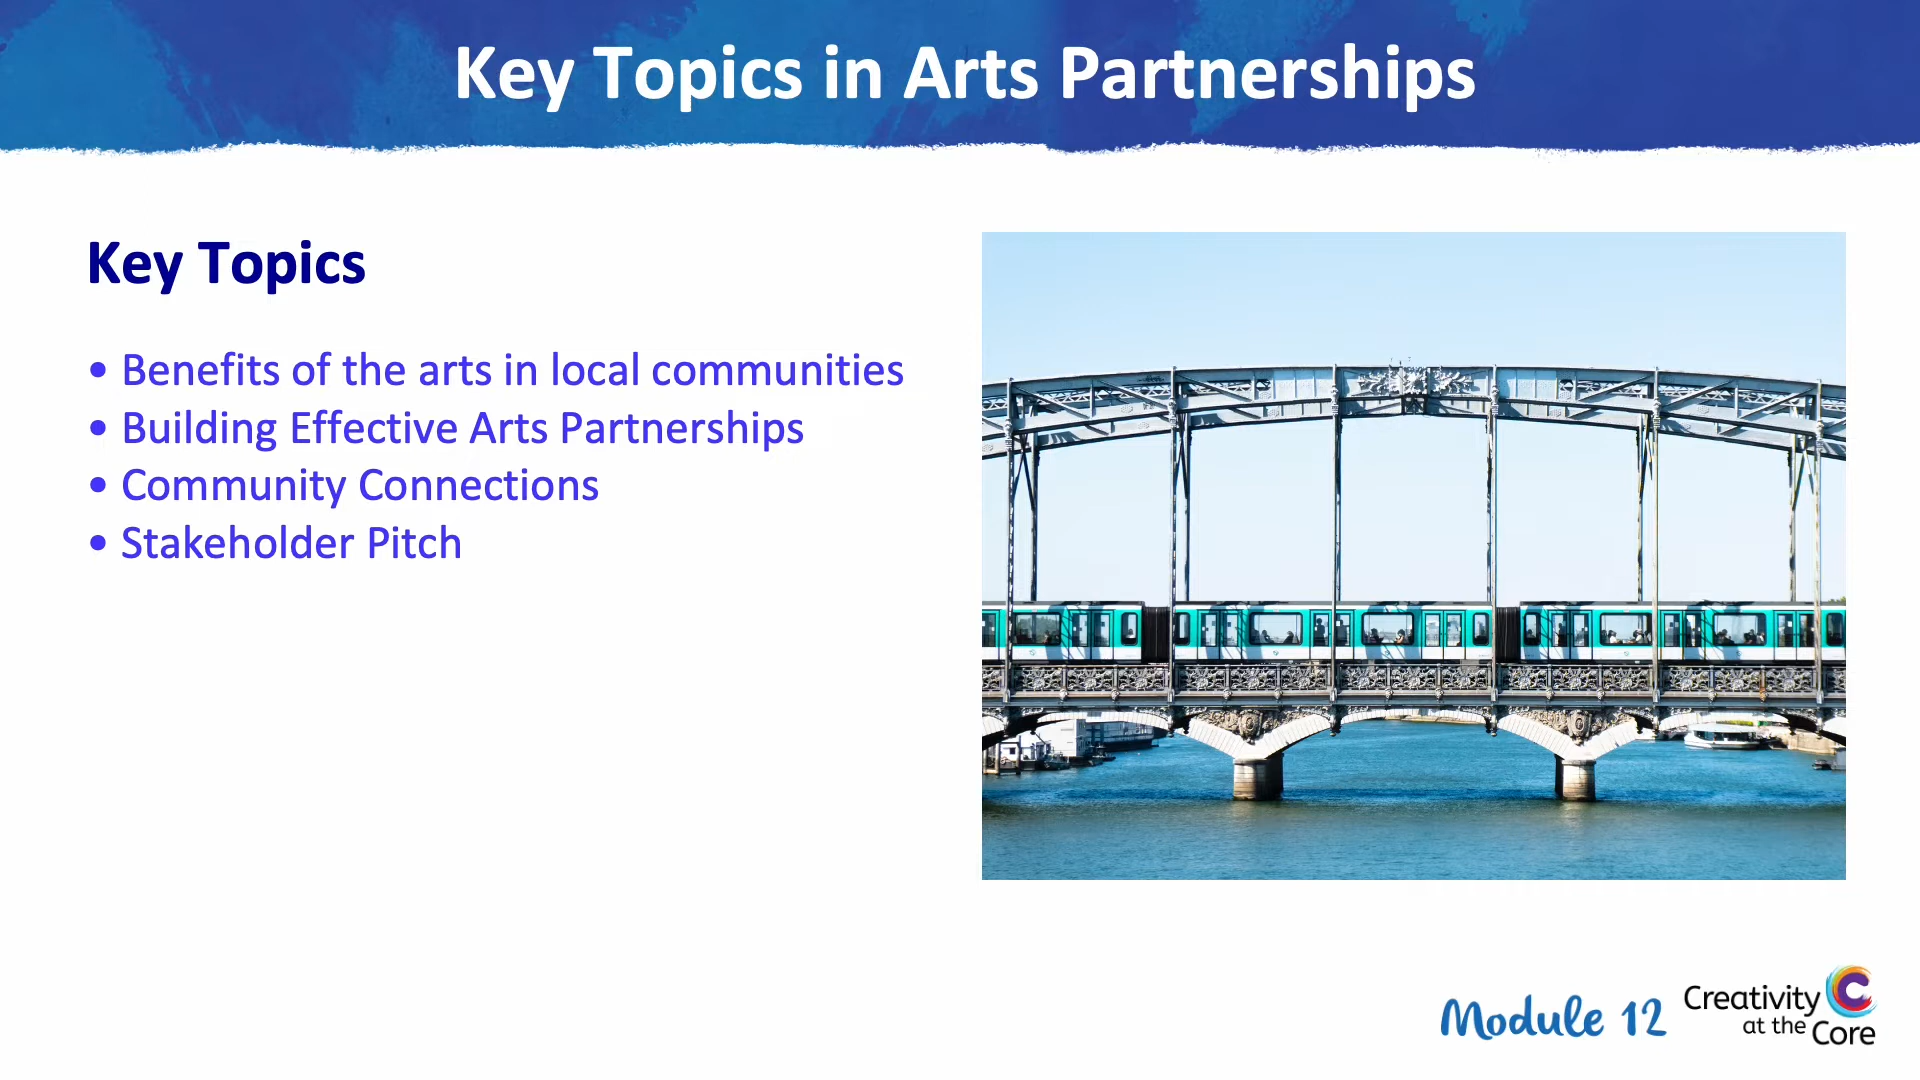 Key Topics in Arts Partnerships
Key Topics
• Benefits of the arts in local communities
• Building Effective Arts Partnerships
• Community Connections
• Stakeholder Pitch
Module 12
Creativity
at the Core